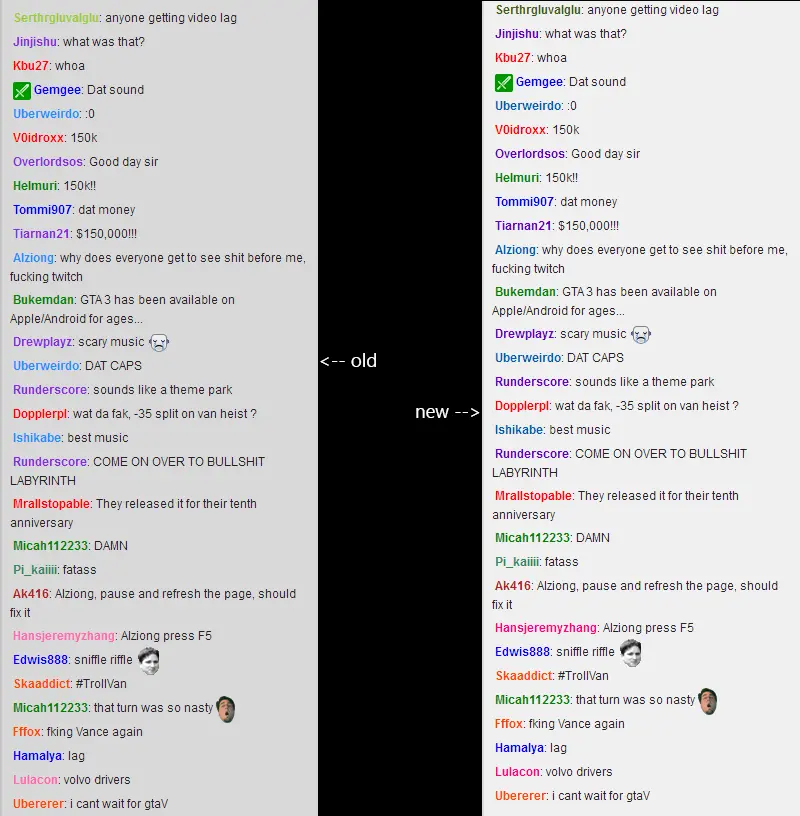 Serthrgluvalglu: anyone getting video lag
Jinjishu: what was that?
Kbu27: whoa
Gemgee: Dat sound
Uberweirdo: :0
V0idroxx: 150k
Overlordsos: Good day sir
Helmuri: 150k!!
Tommi907: dat money
Tiarnan21: $150,000!!!
Alziong: why does everyone get to see shit before me,
fucking twitch
Bukemdan: GTA 3 has been available on
Apple/Android for ages...
Drewplayz: scary music
Uberweirdo: DAT CAPS
Runderscore: sounds like a theme park
Dopplerpl: wat da fak, -35 split on van heist ?
Ishikabe: best music
Runderscore: COME ON OVER TO BULLSHIT
LABYRINTH
Mrallstopable: They released it for their tenth
anniversary
Micah112233: DAMN
Pi_kaiiii: fatass
Ak416: Alziong, pause and refresh the page, should
fix it
Hansjeremyzhang: Alziong press F5
Edwis888: sniffle riffle
Skaaddict: #TrollVan
Micah112233: that turn was so nasty
Fffox: fking Vance again
Hamalya: lag
Lulacon: volvo drivers
Ubererer: i cant wait for gtaV
<-- old
new -->
Serthrgluvalglu: anyone getting video lag
Jinjishu: what was that?
Kbu27: whoa
Gemgee: Dat sound
Uberweirdo: :0
V0idroxx: 150k
Overlordsos: Good day sir
Helmuri: 150k!!
Tommi907: dat money
Tiarnan21: $150,000!!!
Alziong: why does everyone get to see shit before me,
fucking twitch
Bukemdan: GTA 3 has been available on
Apple/Android for ages...
Drewplayz: scary music
Uberweirdo: DAT CAPS
Runderscore: sounds like a theme park
Dopplerpl: wat da fak, -35 split on van heist ?
Ishikabe: best music
Runderscore: COME ON OVER TO BULLSHIT
LABYRINTH
Mrallstopable: They released it for their tenth
anniversary
Micah112233: DAMN
Pi_kaiiii: fatass
Ak416: Alziong, pause and refresh the page, should
fix it
Hansjeremyzhang: Alziong press F5
Edwis888: sniffle riffle
Skaaddict: #TrollVan
Micah112233: that turn was so nasty
Fffox: fking Vance again
Hamalya: lag
Lulacon: volvo drivers
Ubererer: i cant wait for gtaV